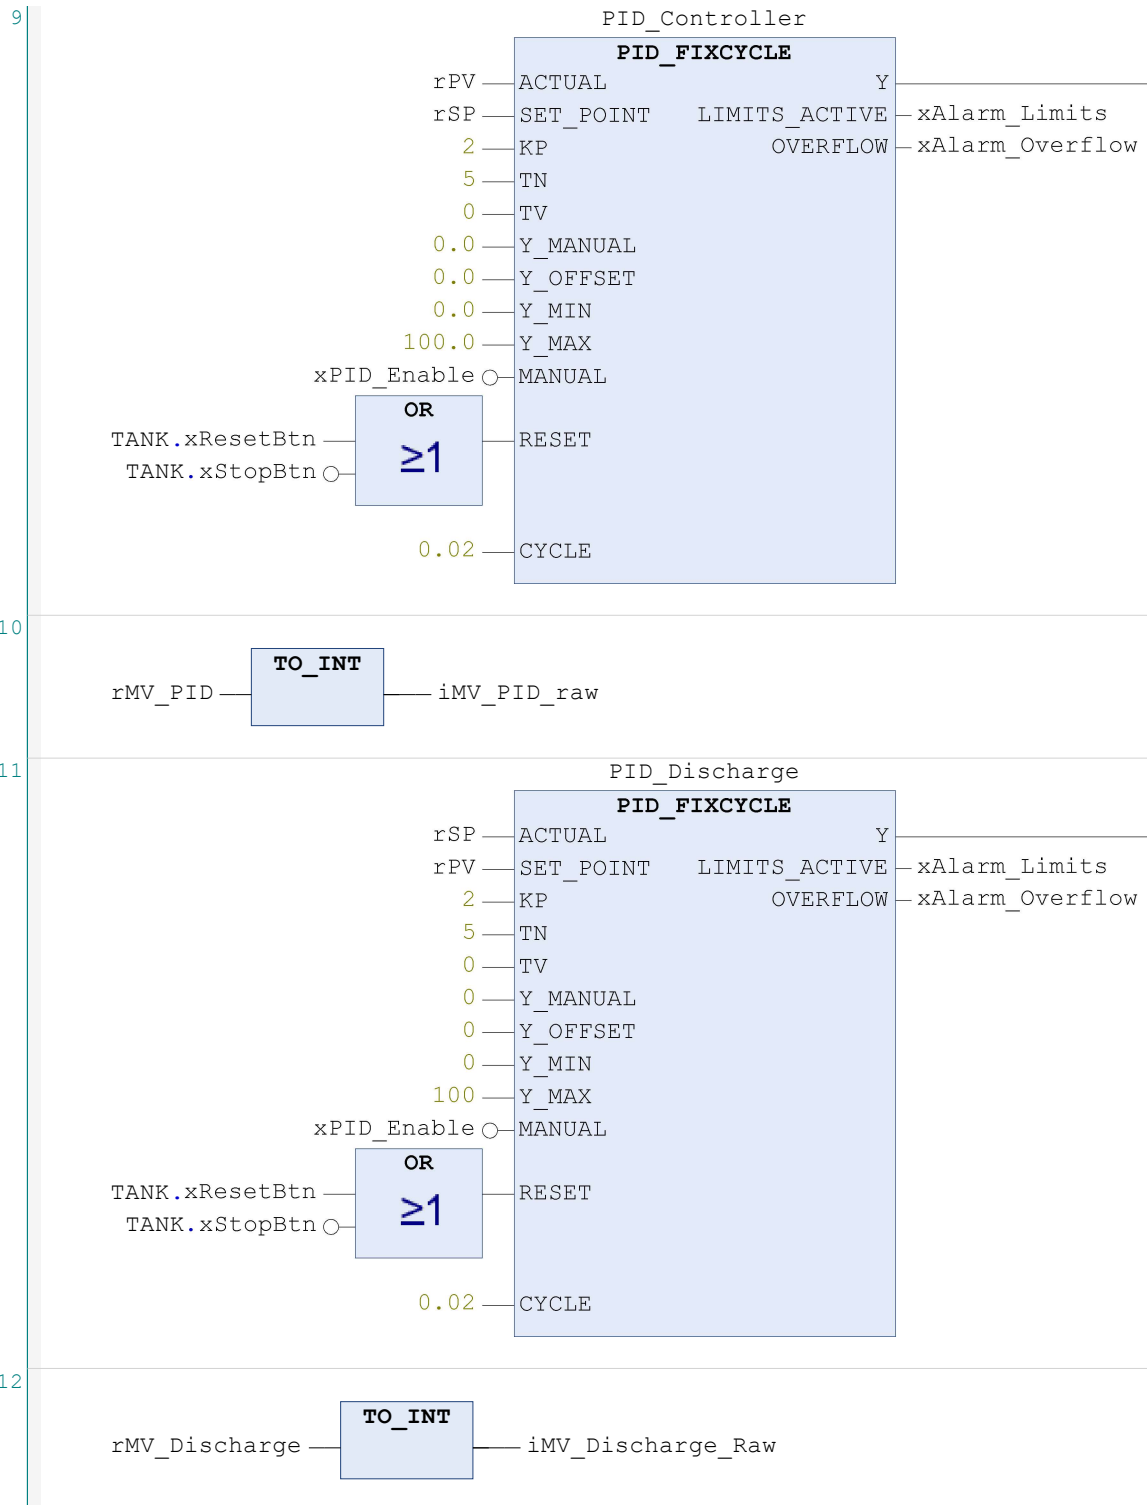 9
PID_Controller
PID_FIXCYCLE
rPV ACTUAL Y
rSP SET_POINT LIMITS_ACTIVE xAlarm_Limits
2 KP OVERFLOW xAlarm_Overflow
5 TN
0 TV
0.0 Y_MANUAL
0.0 Y_OFFSET
0.0 Y_MIN
100.0 Y_MAX
xPID_Enable MANUAL
OR
TANK.xResetBtn ≥1 RESET
TANK.xStopBtn
0.02 CYCLE
10
TO_INT
rMV_PID iMV_PID_raw
11
PID_Discharge
PID_FIXCYCLE
rSP ACTUAL Y
rPV SET_POINT LIMITS_ACTIVE xAlarm_Limits
2 KP OVERFLOW xAlarm_Overflow
5 TN
0 TV
0 Y_MANUAL
0 Y_OFFSET
0 Y_MIN
100 Y_MAX
xPID_Enable MANUAL
OR
TANK.xResetBtn ≥1 RESET
TANK.xStopBtn
0.02 CYCLE
12
TO_INT
rMV_Discharge iMV_Discharge_Raw